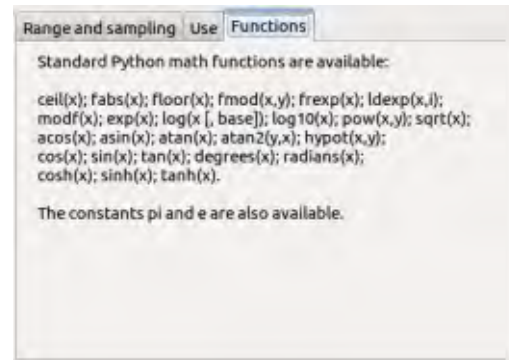 Range and sampling Use Functions
Standard Python math functions are available:
ceil(x); fabs(x); floor(x); fmod(x,y); frexp(x); ldexp(x,i);
modf(x); exp(x); log(x [, base]); log10(x); pow(x,y); sqrt(x);
acos(x); asin(x); atan(x); atan2(y,x); hypot(x,y);
cos(x); sin(x); tan(x); degrees(x); radians(x);
cosh(x); sinh(x); tanh(x).
The constants pi and e are also available.